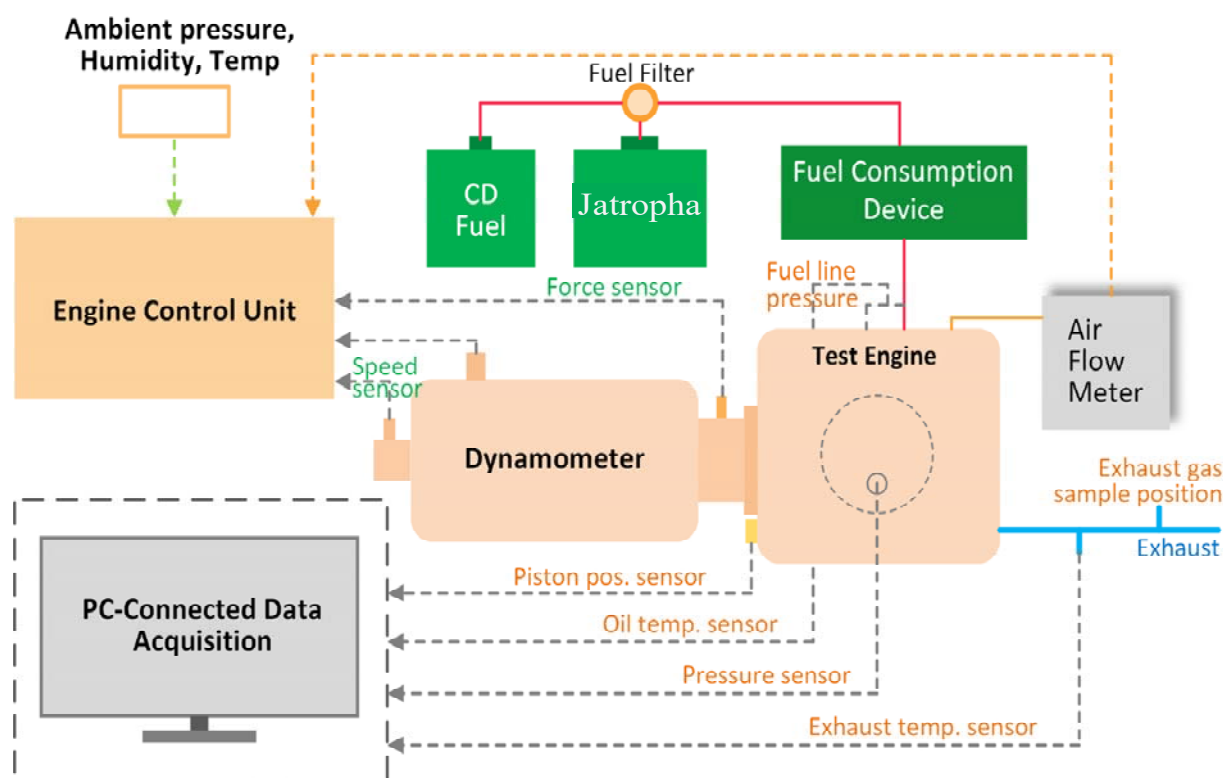 Ambient pressure,
Humidity, Temp
Fuel Filter
CD
Fuel
Jatropha
Fuel Consumption
Device
Engine Control Unit
Force sensor
Fuel line
pressure
Speed
sensor
Test Engine
Air
Flow
Meter
Dynamometer
Exhaust gas
sample position
Exhaust
Piston pos. sensor
PC-Connected Data
Acquisition
Oil temp. sensor
Pressure sensor
Exhaust temp. sensor